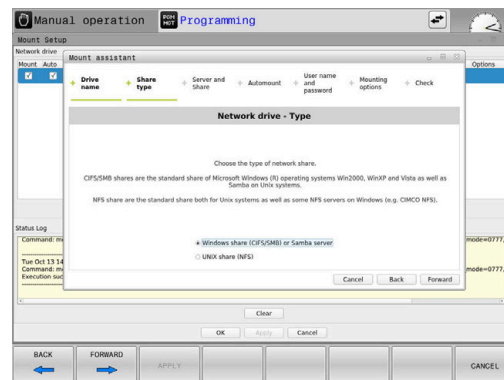 Manual operation
PGM
MGT
Programming
Mount Setup
Network drive
Mount Auto
Options
Mount assistant
Drive name
Share type
Server and Share
Automount
User name and password
Mounting options
Check
Network drive - Type
Choose the type of network share.
CIFS/SMB shares are the standard share of Microsoft Windows (R) operating systems Win2000, WinXP and Vista as well as
Samba on Unix systems.
NFS share are the standard share both for Unix systems as well as some NFS servers on Windows (e.g. CIMCO NFS).
Windows share (CIFS/SMB) or Samba server
UNIX share (NFS)
Cancel Back Forward
Status Log
Command: m
mode=0777,
Tue Oct 13 14
Command: m
mode=0777,
Execution suc
Clear
OK Apply Cancel
BACK FORWARD APPLY CANCEL